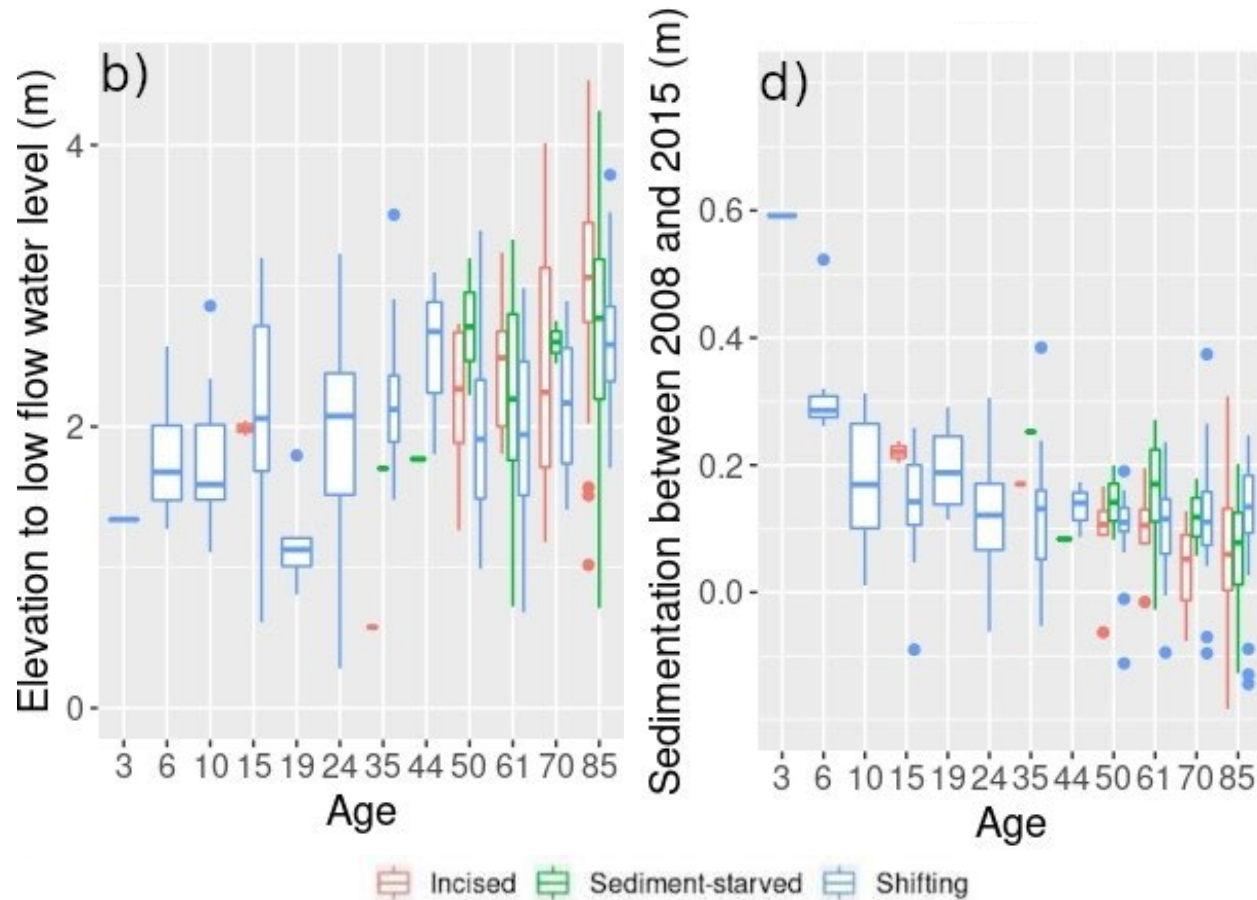 b)
Elevation to low flow water level (m)
4
2
0
3 6 10 15 19 24 35 44 50 61 70 85
Age
d)
Sedimentation between 2008 and 2015 (m)
0.6
0.4
0.2
0.0
3 6 10 15 19 24 35 44 50 61 70 85
Age
Incised Sediment-starved Shifting